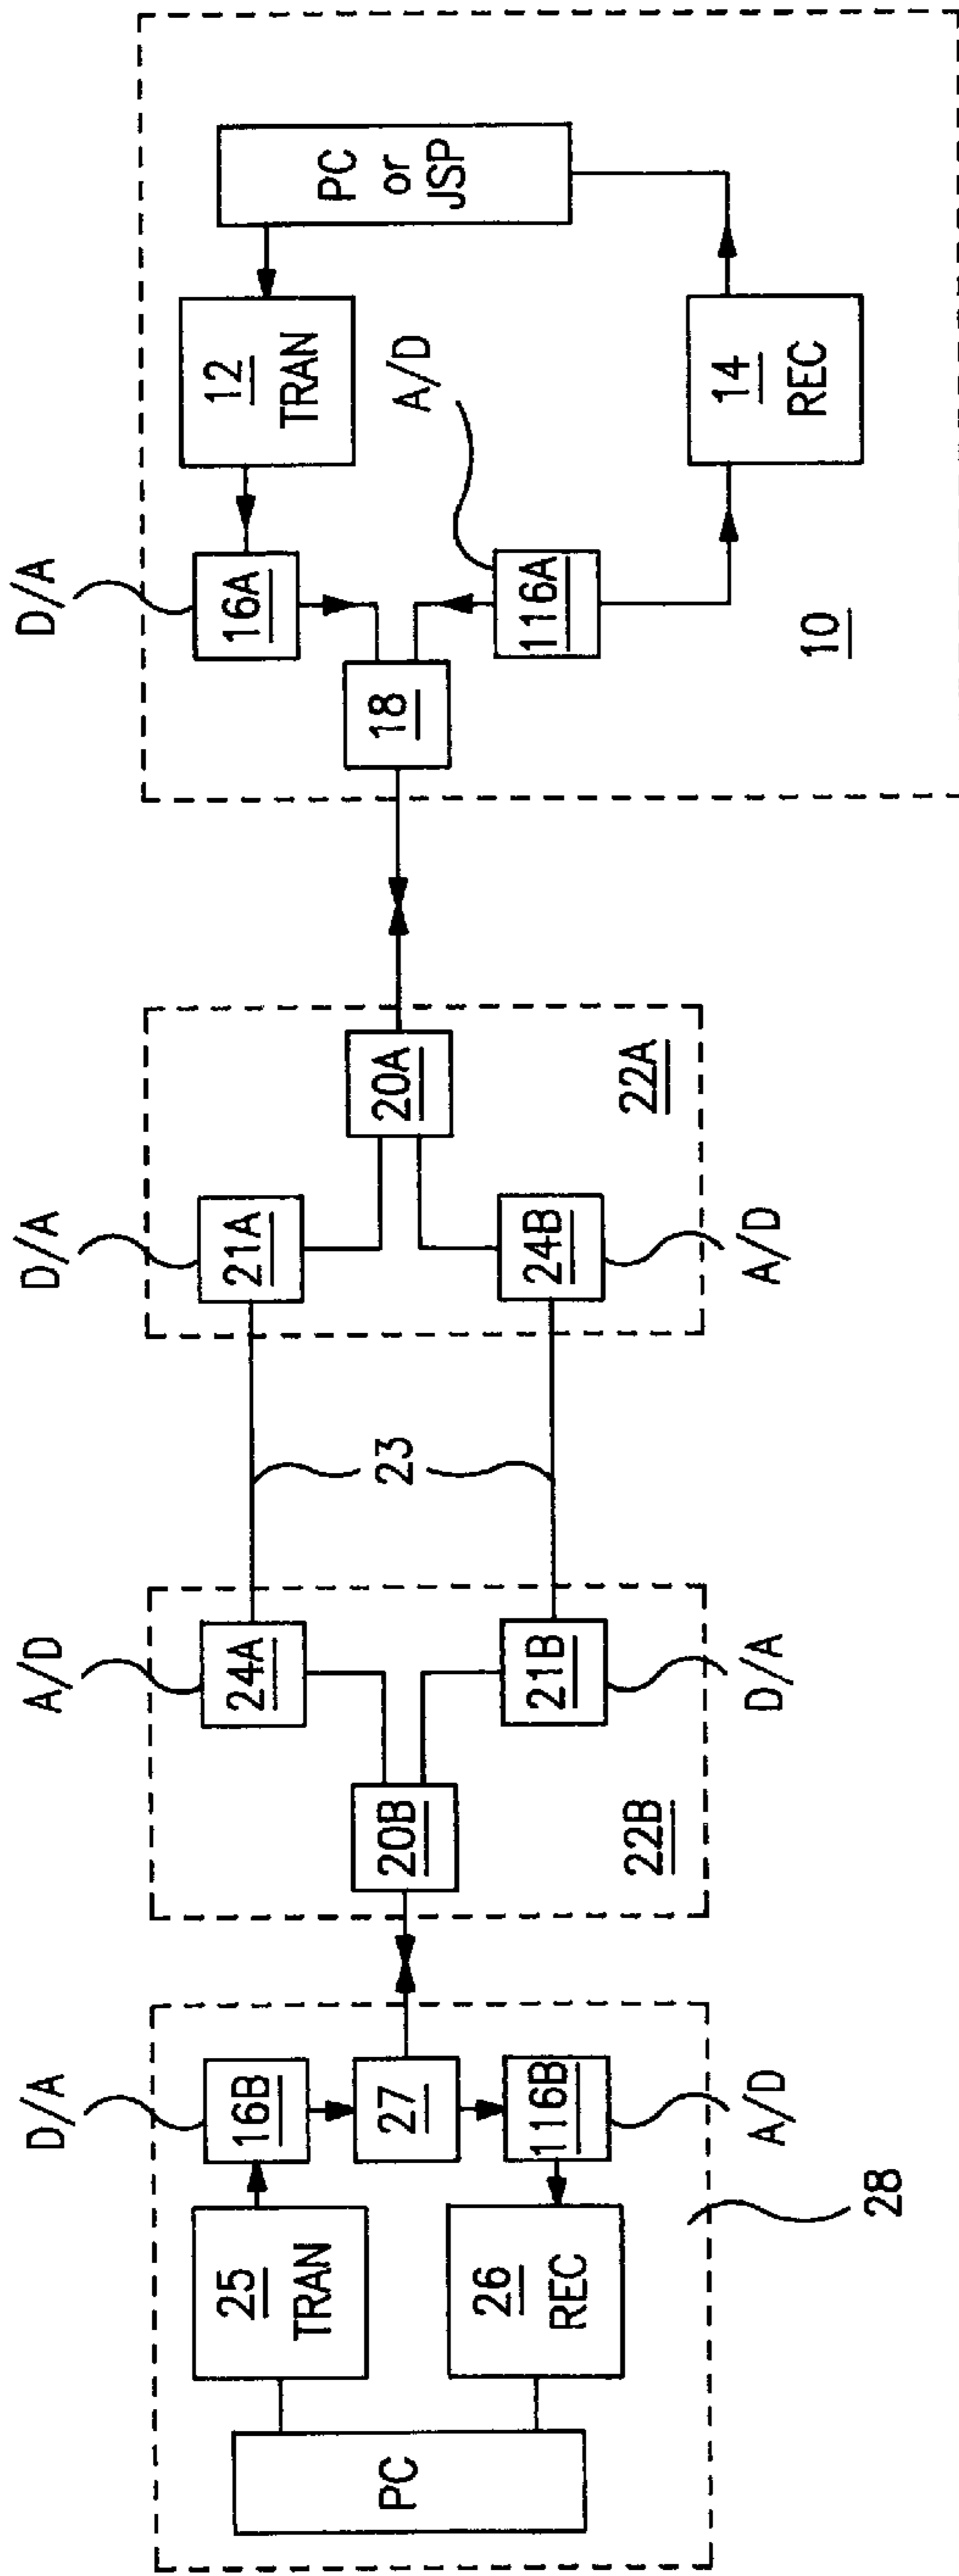 D/A
A/D
D/A
D/A
PC
25
TRAN
16B
27
26
REC
116B
A/D
28
24A
20B
21B
22B
D/A
23
21A
20A
24B
22A
A/D
16A
12
TRAN
PC
or
JSP
18
A/D
116A
14
REC
10